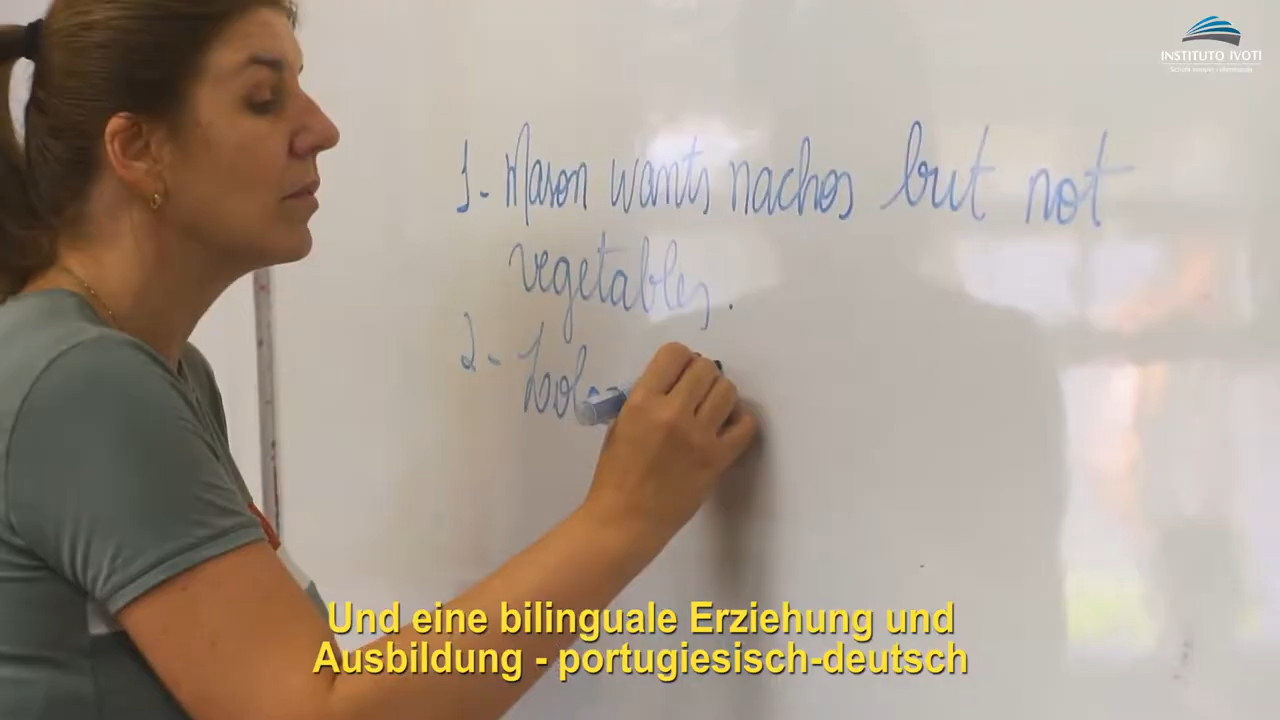 INSTITUTO IVOTI
1- Mason wants nachos but not
vegetables.
2-
Und eine bilinguale Erziehung und
Ausbildung - portugiesisch-deutsch